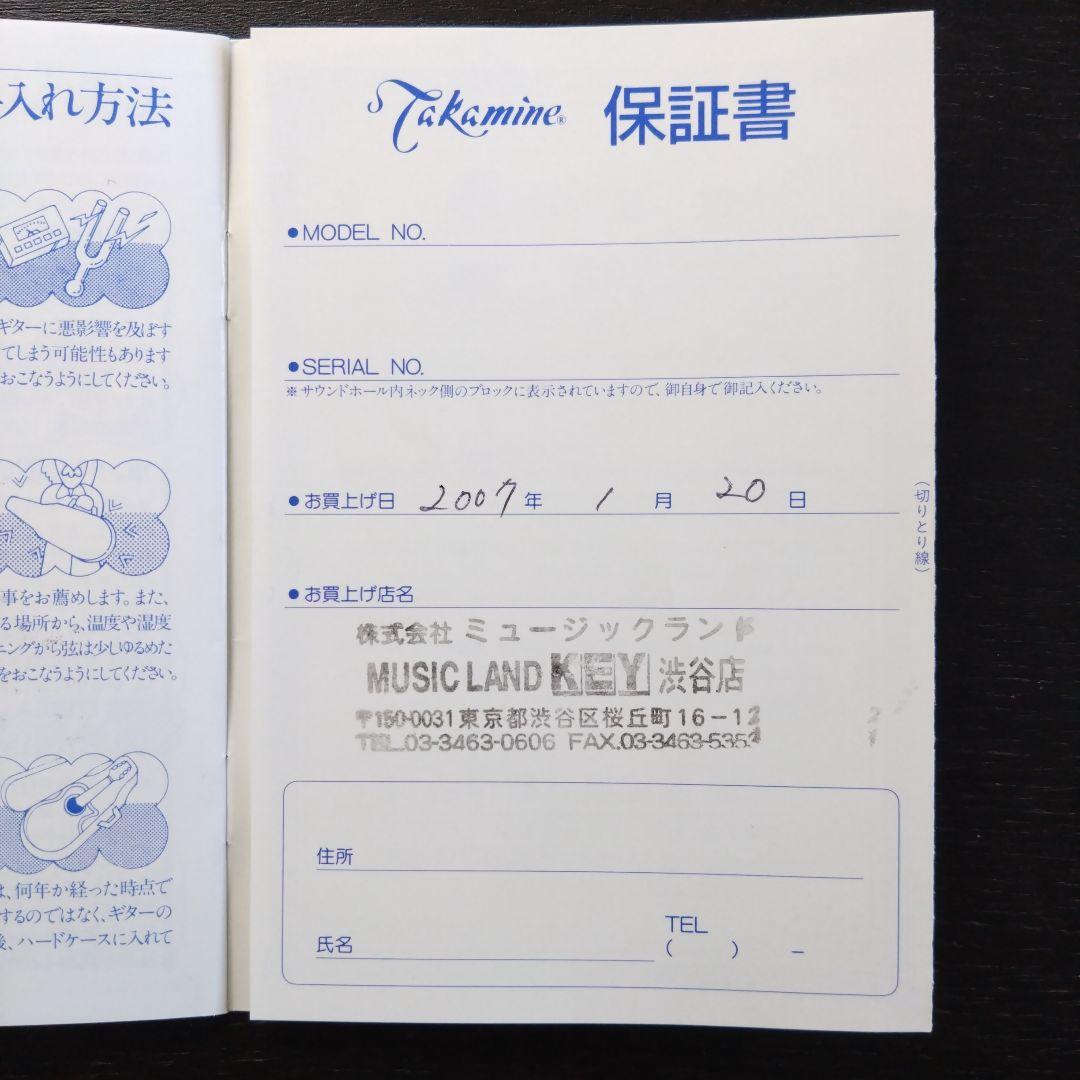 入れ方法
ギターに悪影響を及ぼす
てしまう可能性もあります
おこなうようにしてください。
事をお薦めします。また、
る場所から、温度や湿度
ニングがら弦は少しゆるめた
をおこなうようにしてください。
は、何年か経った時点で
するのではなく、ギターの
後、ハードケースに入れて
Takamine® 保証書
●MODEL NO.
●SERIAL NO.
※サウンドホール内ネック側のブロックに表示されていますので、御自身で御記入ください。
●お買上げ日 2007年 1月 20日
●お買上げ店名
株式会社 ミュージックランド
MUSIC LAND KEY 渋谷店
〒150-0031 東京都渋谷区桜丘町16-12
TEL.03-3463-0606 FAX.03-3463-
住所
氏名
TEL
( ) -
(切りとり線)